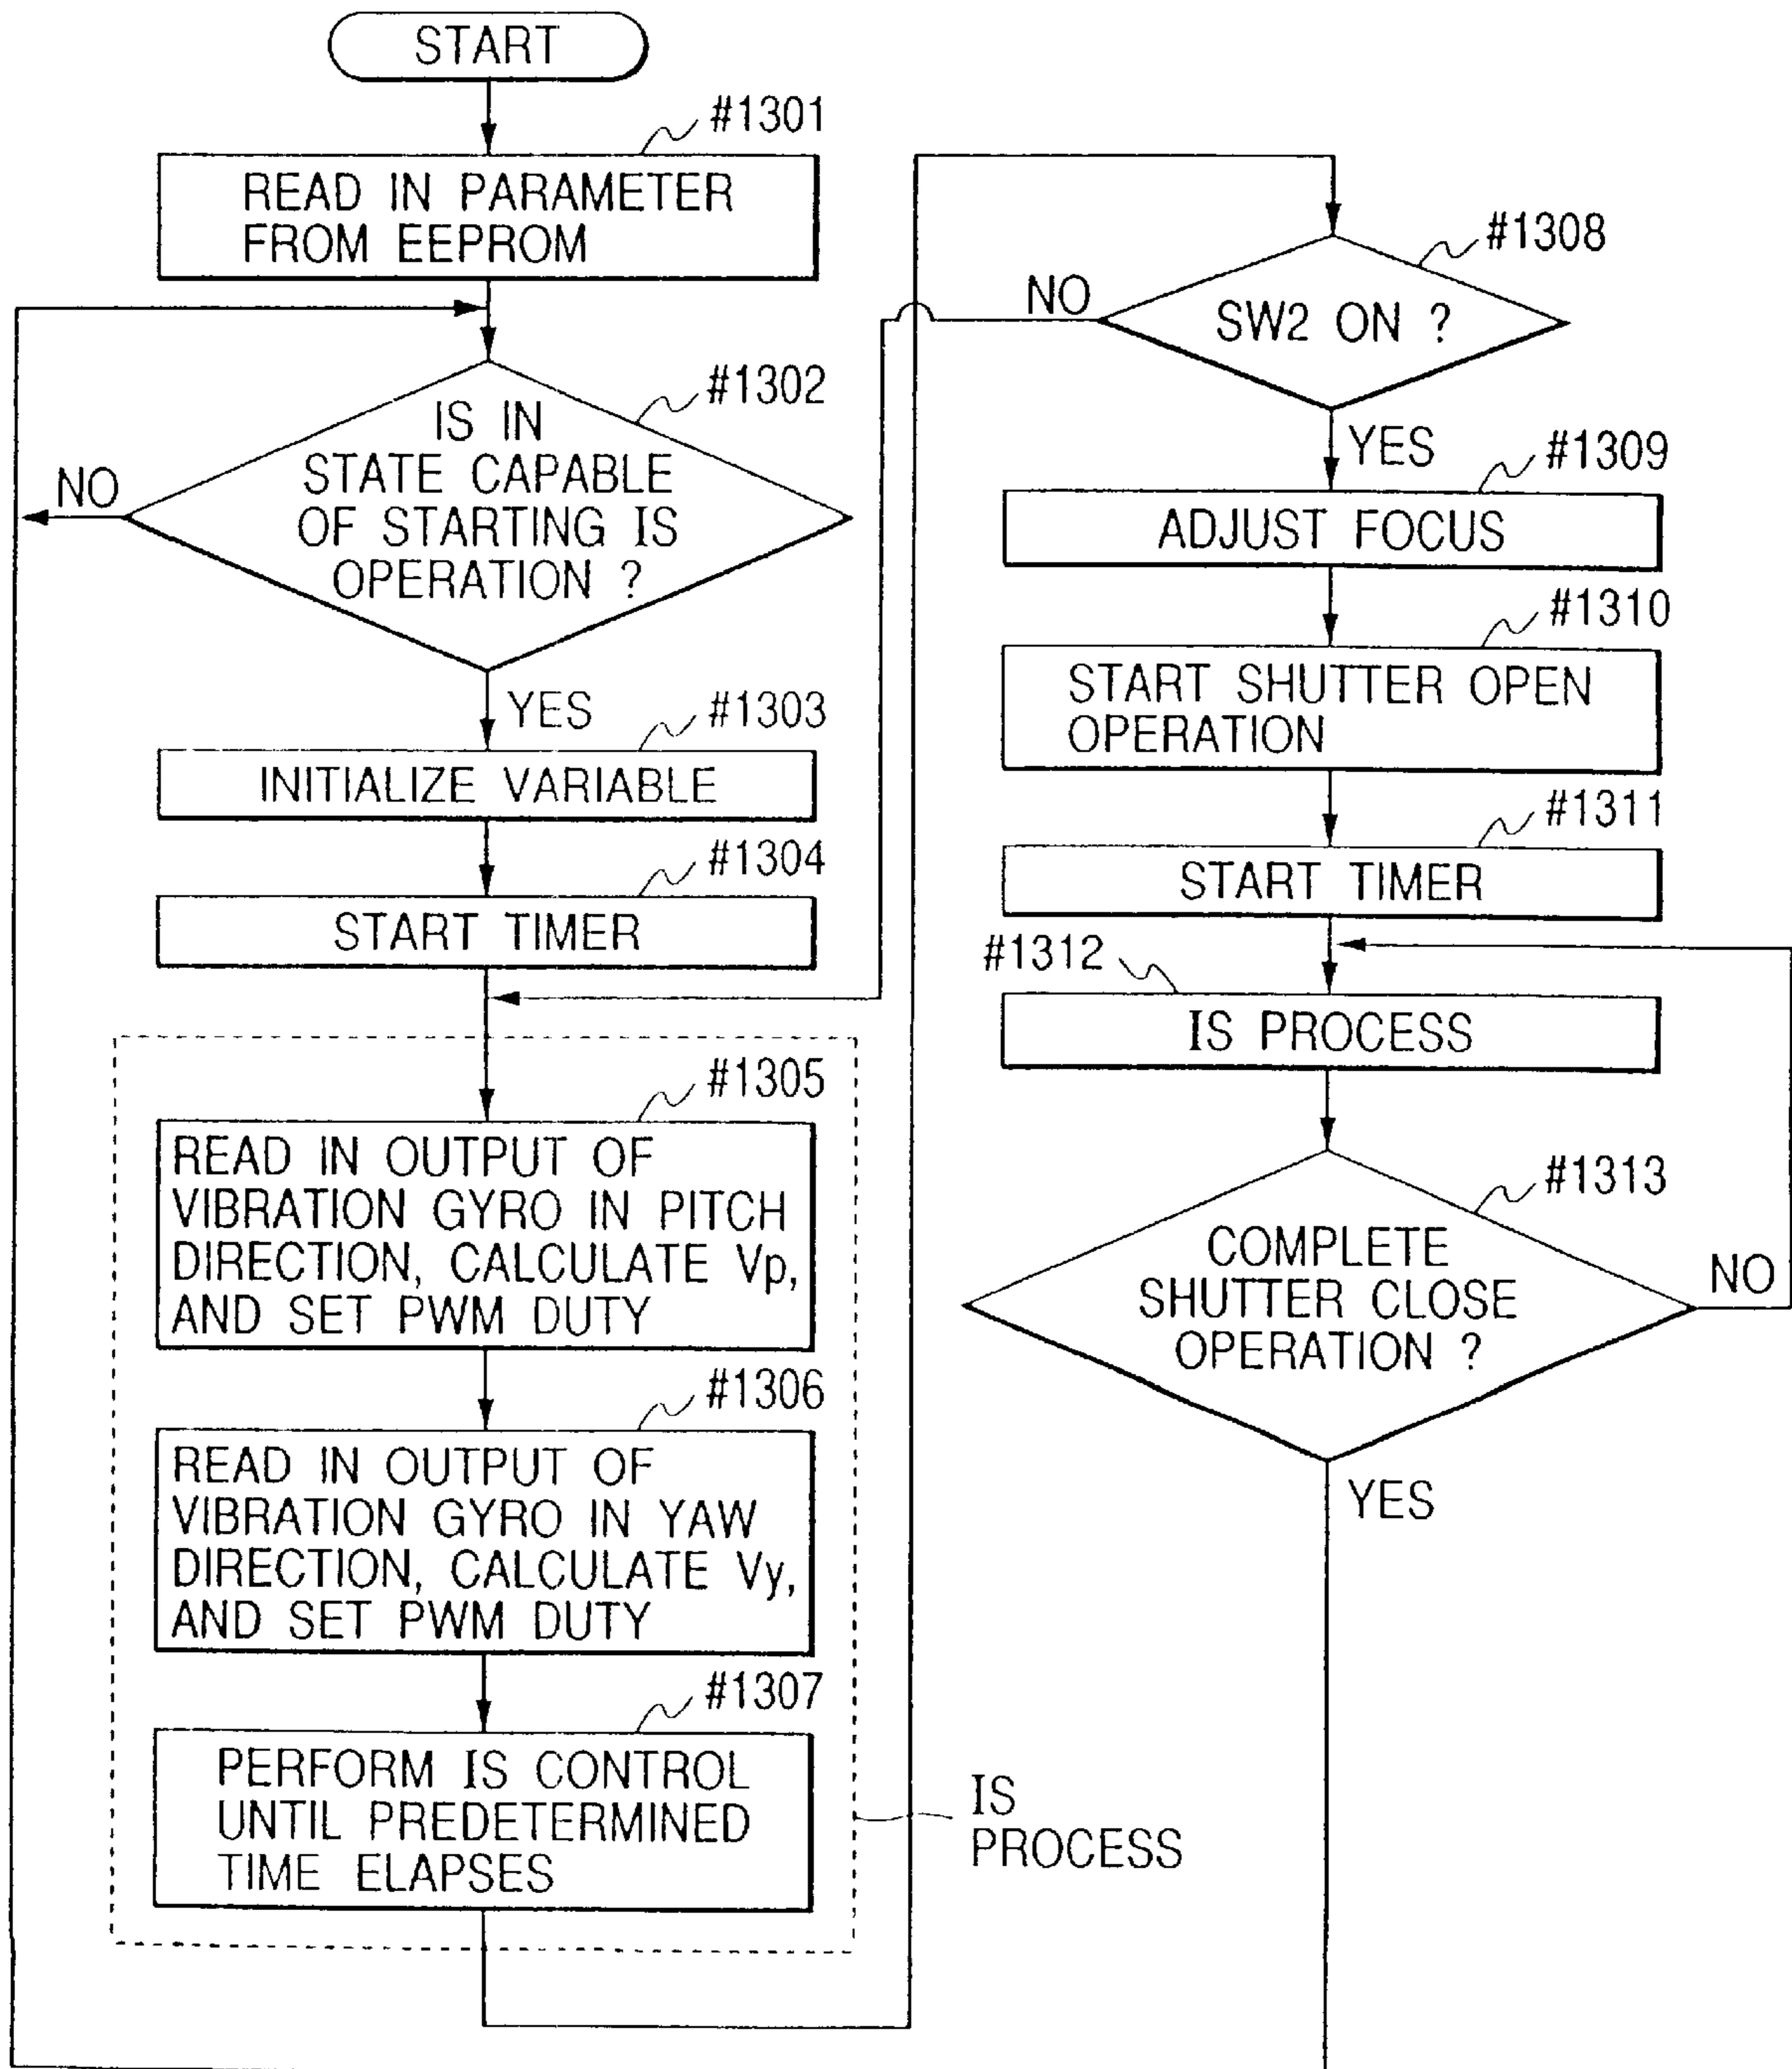 START
#1301
READ IN PARAMETER
FROM EEPROM
#1302
IS IN
STATE CAPABLE
OF STARTING IS
OPERATION ?
NO
YES
#1303
INITIALIZE VARIABLE
#1304
START TIMER
#1305
READ IN OUTPUT OF
VIBRATION GYRO IN PITCH
DIRECTION, CALCULATE Vp,
AND SET PWM DUTY
#1306
READ IN OUTPUT OF
VIBRATION GYRO IN YAW
DIRECTION, CALCULATE Vy,
AND SET PWM DUTY
#1307
PERFORM IS CONTROL
UNTIL PREDETERMINED
TIME ELAPSES
IS
PROCESS
#1308
SW2 ON ?
NO
YES
#1309
ADJUST FOCUS
#1310
START SHUTTER OPEN
OPERATION
#1311
START TIMER
#1312
IS PROCESS
#1313
COMPLETE
SHUTTER CLOSE
OPERATION ?
NO
YES